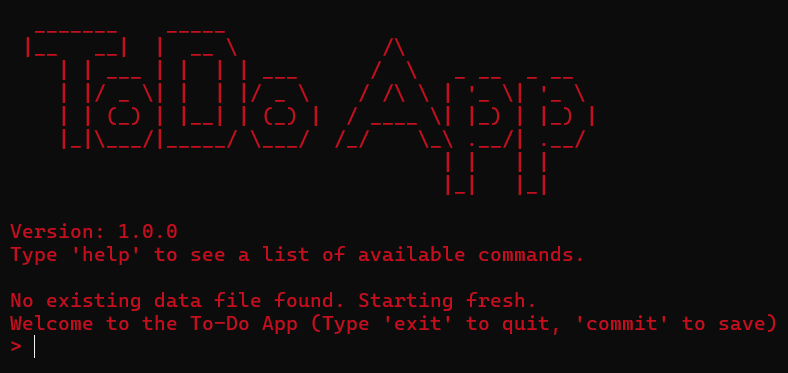 ToDo App
Version: 1.0.0
Type 'help' to see a list of available commands.
No existing data file found. Starting fresh.
Welcome to the To-Do App (Type 'exit' to quit, 'commit' to save)
>